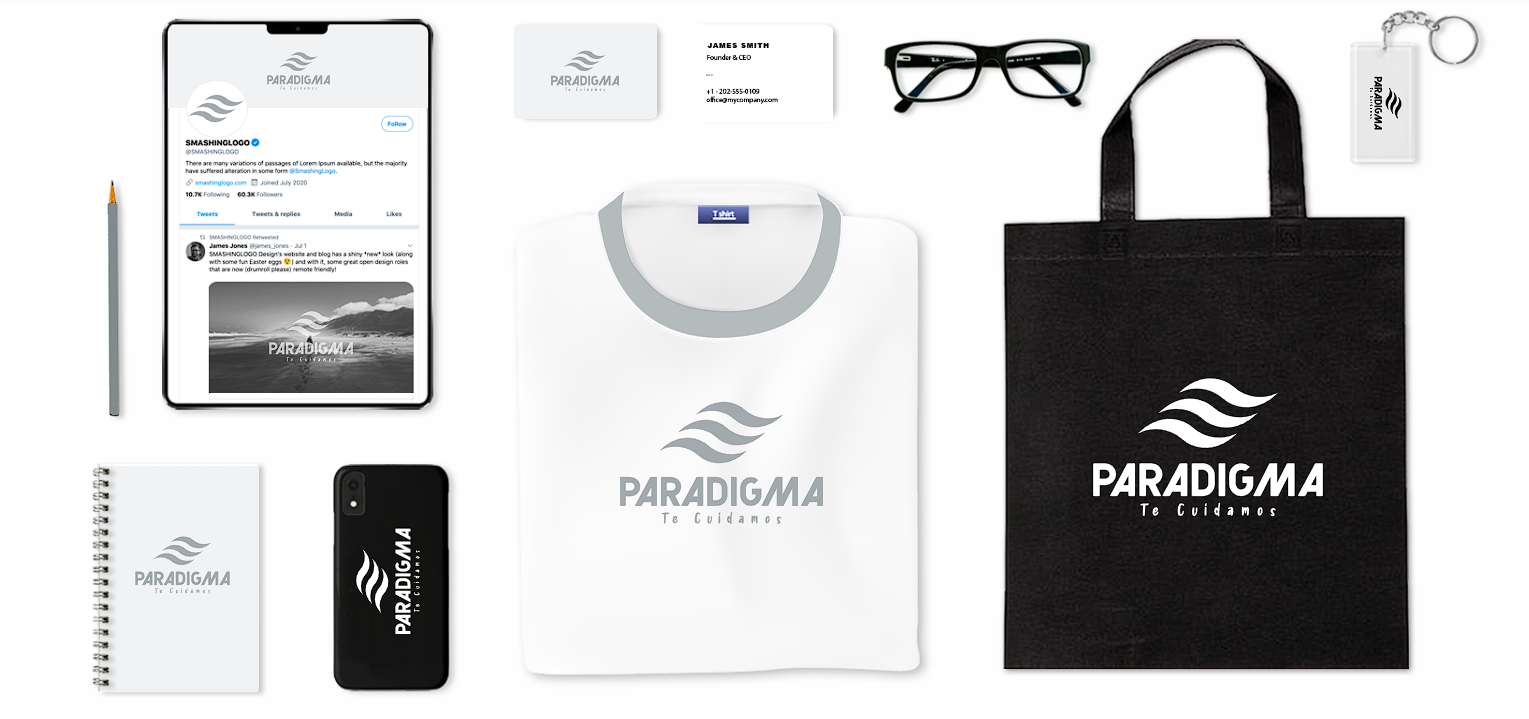 PARADIGMA
Te Cuidamos
Follow
SMASHINGLOGO
@SMASHINGLOGO
There are many variations of passages of Lorem Ipsum available, but the majority
have suffered alteration in some form @SmashingLogo.
smashinglogo.com Joined July 2020
10.7K Following 60.3K Followers
Tweets Tweets & replies Media Likes
SMASHINGLOGO Retweeted
James Jones @james_jones · Jul 1
SMASHINGLOGO Design's website and blog has a shiny *new* look (along
with some fun Easter eggs 😍) and with it, some great open design roles
that are now (drumroll please) remote friendly!
PARADIGMA
Te Cuidamos
PARADIGMA
Te Cuidamos
JAMES SMITH
Founder & CEO
---
+1 - 202-555-0109
office@mycompany.com
PARADIGMA
T shirt
PARADIGMA
Te Cuidamos
PARADIGMA
Te Cuidamos
PARADIGMA
Te Cuidamos
PARADIGMA
Te Cuidamos